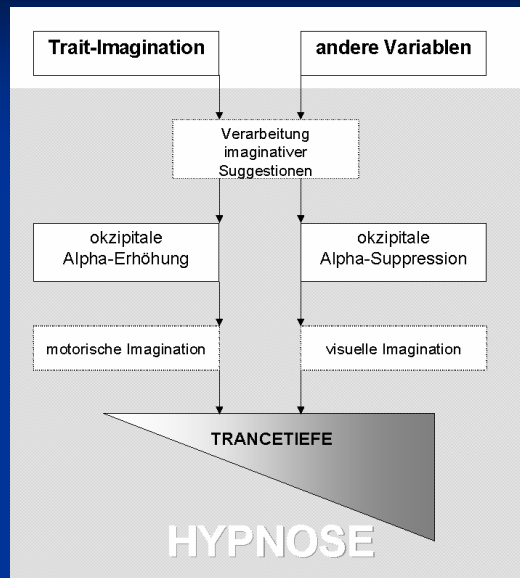 Trait-Imagination
andere Variablen
Verarbeitung
imaginativer
Suggestionen
okzipitale
Alpha-Erhöhung
okzipitale
Alpha-Suppression
motorische Imagination
visuelle Imagination
TRANCETIEFE
HYPNOSE